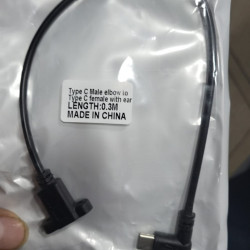 Type C Male elbow to
Type C female with ear
LENGTH:0.3M
MADE IN CHINA